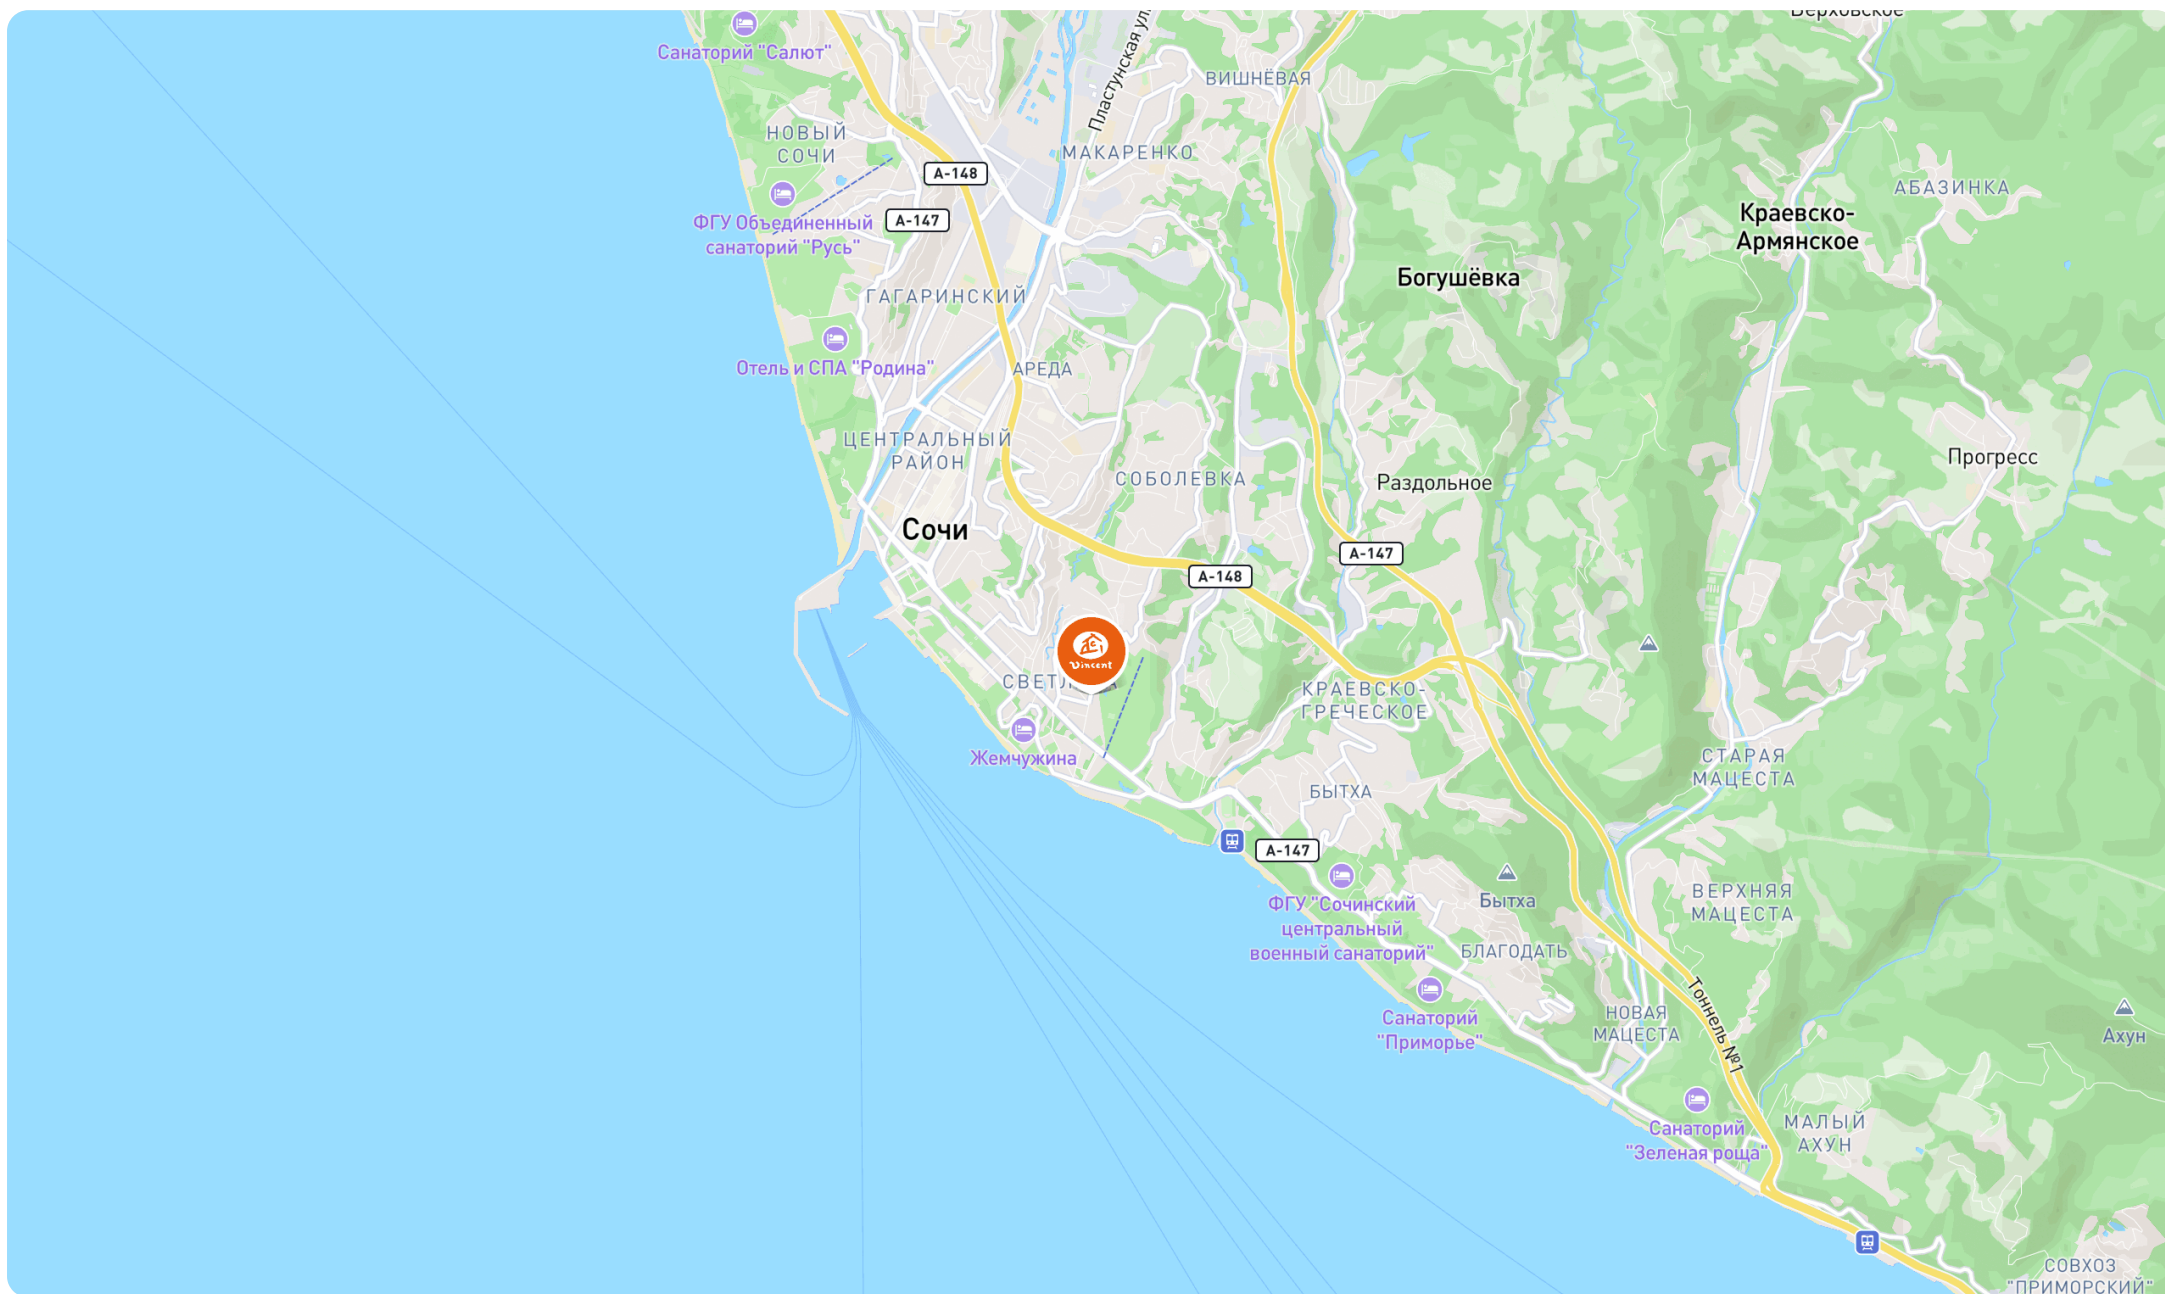 Верховское
Санаторий "Салют"
Пластунская ул.
ВИШНЁВАЯ
НОВЫЙ
СОЧИ
МАКАРЕНКО
А-148
АБАЗИНКА
ФГУ Объединенный
санаторий "Русь"
А-147
Краевско-
Армянское
Богушёвка
ГАГАРИНСКИЙ
Отель и СПА "Родина"
АРЕДА
ЦЕНТРАЛЬНЫЙ
РАЙОН
СОБОЛЕВКА
Раздольное
Прогресс
Сочи
А-147
А-148
Vincent
СВЕТЛ
КРАЕВСКО-
ГРЕЧЕСКОЕ
Жемчужина
СТАРАЯ
МАЦЕСТА
БЫТХА
А-147
ФГУ "Сочинский
центральный
военный санаторий"
Бытха
ВЕРХНЯЯ
МАЦЕСТА
БЛАГОДАТЬ
Санаторий
"Приморье"
НОВАЯ
МАЦЕСТА
Тоннель №1
Ахун
Санаторий
"Зеленая роща"
МАЛЫЙ
АХУН
СОВХОЗ
"ПРИМОРСКИЙ"